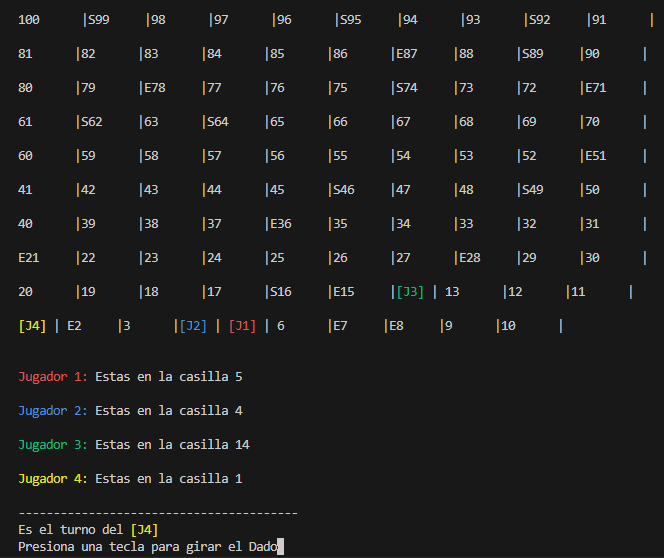 100 |S99 |98 |97 |96 |S95 |94 |93 |S92 |91 |
81 |82 |83 |84 |85 |86 |E87 |88 |S89 |90 |
80 |79 |E78 |77 |76 |75 |S74 |73 |72 |E71 |
61 |S62 |63 |S64 |65 |66 |67 |68 |69 |70 |
60 |59 |58 |57 |56 |55 |54 |53 |52 |E51 |
41 |42 |43 |44 |45 |S46 |47 |48 |S49 |50 |
40 |39 |38 |37 |E36 |35 |34 |33 |32 |31 |
E21 |22 |23 |24 |25 |26 |27 |E28 |29 |30 |
20 |19 |18 |17 |S16 |E15 |[J3] | 13 |12 |11 |
[J4] | E2 |3 |[J2] | [J1] | 6 |E7 |E8 |9 |10 |
Jugador 1: Estas en la casilla 5
Jugador 2: Estas en la casilla 4
Jugador 3: Estas en la casilla 14
Jugador 4: Estas en la casilla 1
----------------------------------------
Es el turno del [J4]
Presiona una tecla para girar el Dado